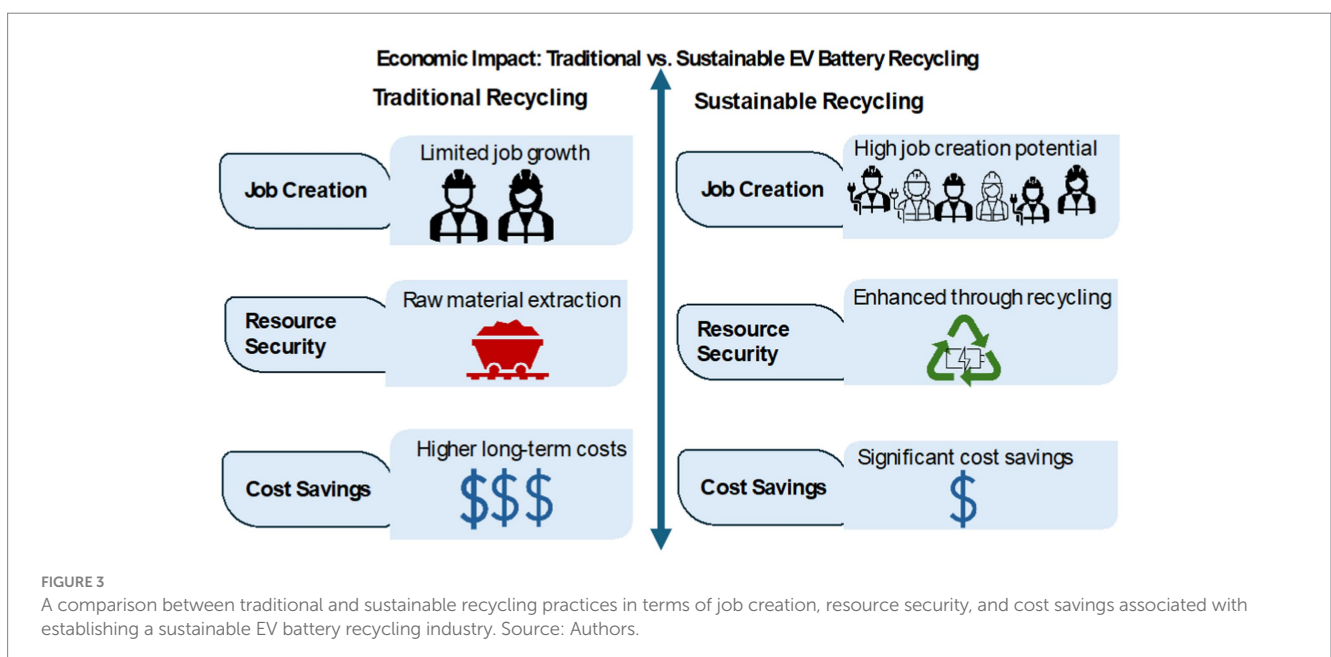 Economic Impact: Traditional vs. Sustainable EV Battery Recycling
Traditional Recycling
Job Creation
Limited job growth
Resource
Security
Raw material extraction
Cost Savings
Higher long-term costs
$$$
Sustainable Recycling
Job Creation
High job creation potential
Resource
Security
Enhanced through recycling
Cost Savings
Significant cost savings
$
FIGURE 3
A comparison between traditional and sustainable recycling practices in terms of job creation, resource security, and cost savings associated with
establishing a sustainable EV battery recycling industry. Source: Authors.